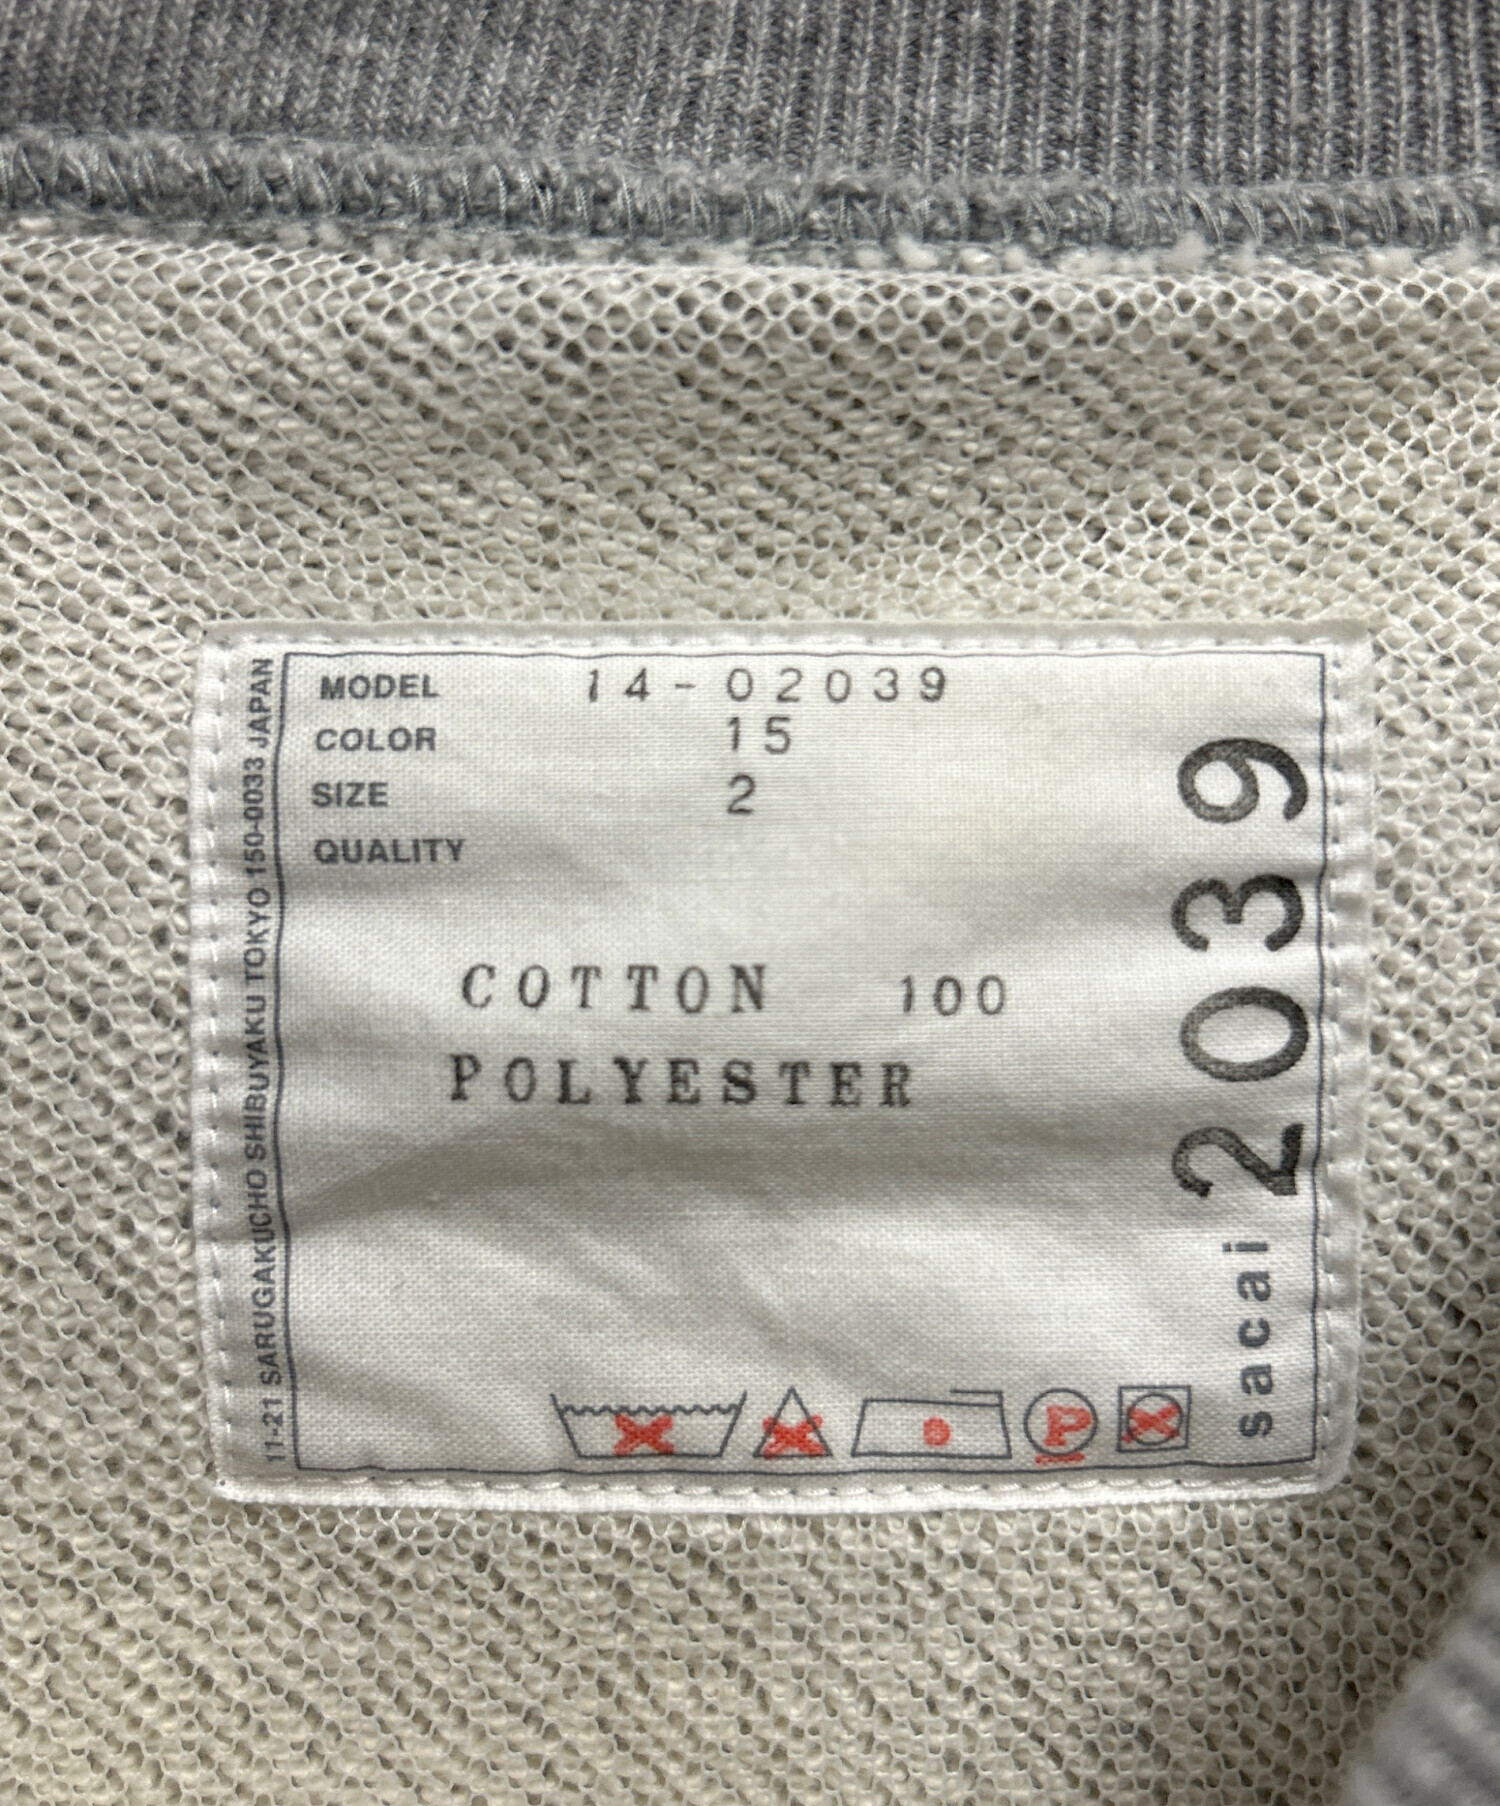 MODEL 14-02039
COLOR 15
SIZE 2
QUALITY
COTTON 100
POLYESTER
P
sacai 2039
11-21 SARUGAKUCHO SHIBUYAKU TOKYO 150-0033 JAPAN